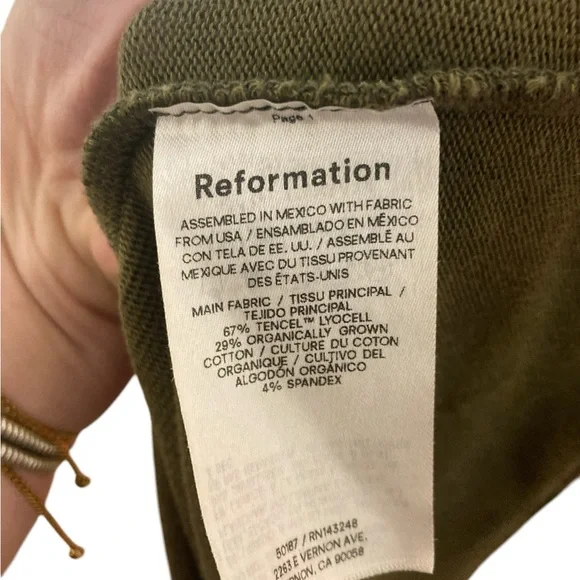 Page 1
Reformation
ASSEMBLED IN MEXICO WITH FABRIC
FROM USA / ENSAMBLADO EN MÉXICO
CON TELA DE EE. UU. / ASSEMBLÉ AU
MEXIQUE AVEC DU TISSU PROVENANT
DES ÉTATS-UNIS
MAIN FABRIC / TISSU PRINCIPAL /
TEJIDO PRINCIPAL
67% TENCEL™ LYOCELL
29% ORGANICALLY GROWN
COTTON / CULTURE DU COTON
ORGANIQUE / CULTIVO DEL
ALGODÓN ORGÁNICO
4% SPANDEX
50187 / RN143248
2263 E VERNON AVE.
VERNON, CA 90058